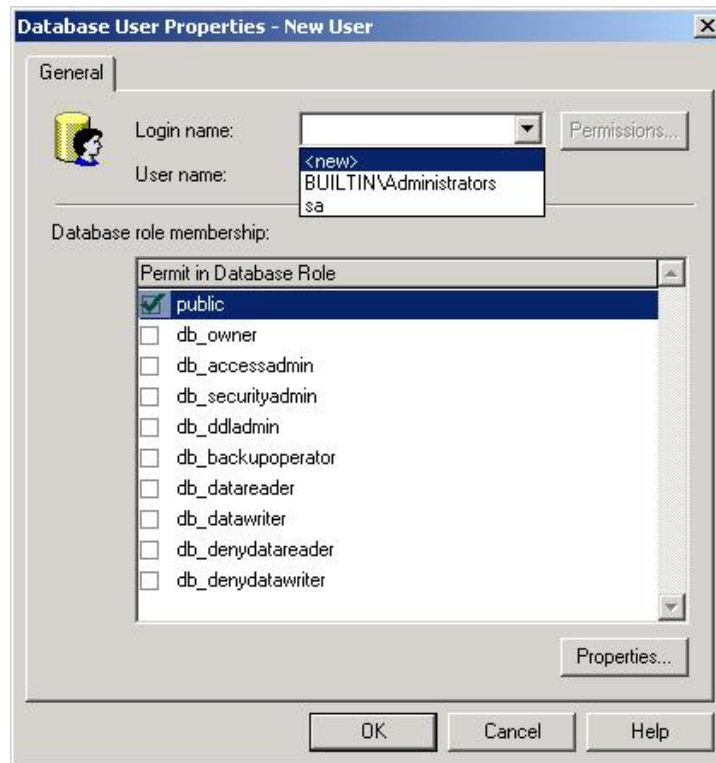 Database User Properties - New User
General
Login name:
Permissions...
<new>
User name:
BUILTIN\Administrators
sa
Database role membership:
Permit in Database Role
public
db_owner
db_accessadmin
db_securityadmin
db_ddladmin
db_backupoperator
db_datareader
db_datawriter
db_denydatareader
db_denydatawriter
Properties...
OK Cancel Help